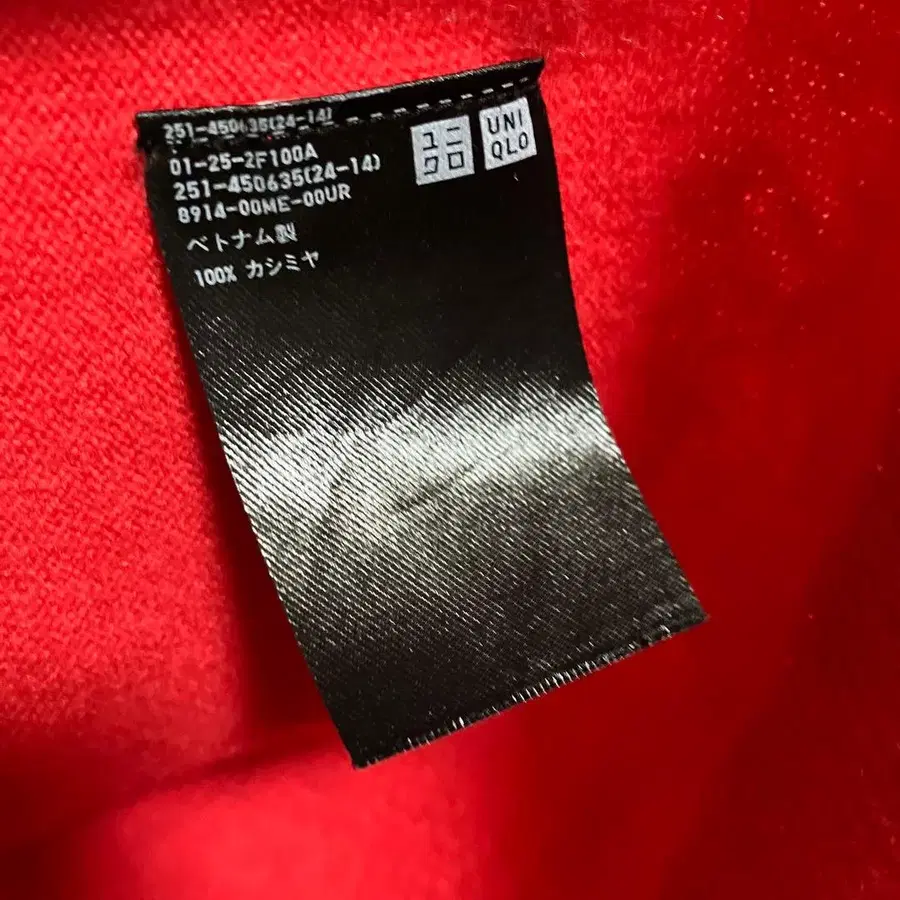 251-450635(24-14)
01-25-2F100A
251-450635(24-14)
8914-00ME-00UR
ベトナム製
100% カシミヤ
ユニ
クロ
UNI
QLO